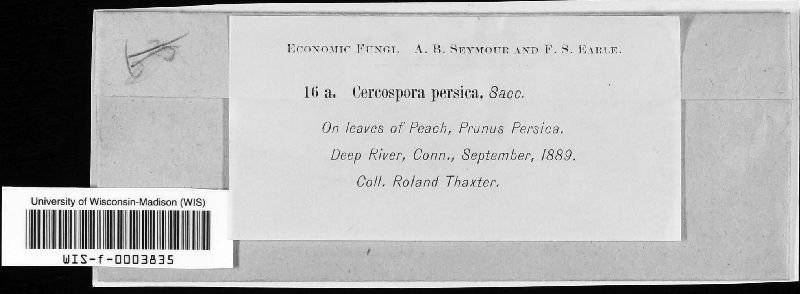 Economic Fungi. A. B. Seymour and F. S. Earle.
16 a. Cercospora persica, Sacc.
On leaves of Peach, Prunus Persica.
Deep River, Conn., September, 1889.
Coll. Roland Thaxter.
University of Wisconsin-Madison (WIS)
WIS-f-0003835